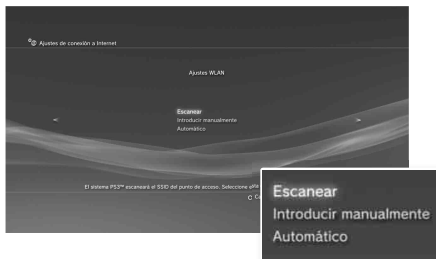 Ajustes de conexión a Internet
Ajustes WLAN
Escanear
Introducir manualmente
Automático
El sistema PS3™ escaneará el SSID del punto de acceso. Seleccione
Escanear
Introducir manualmente
Automático